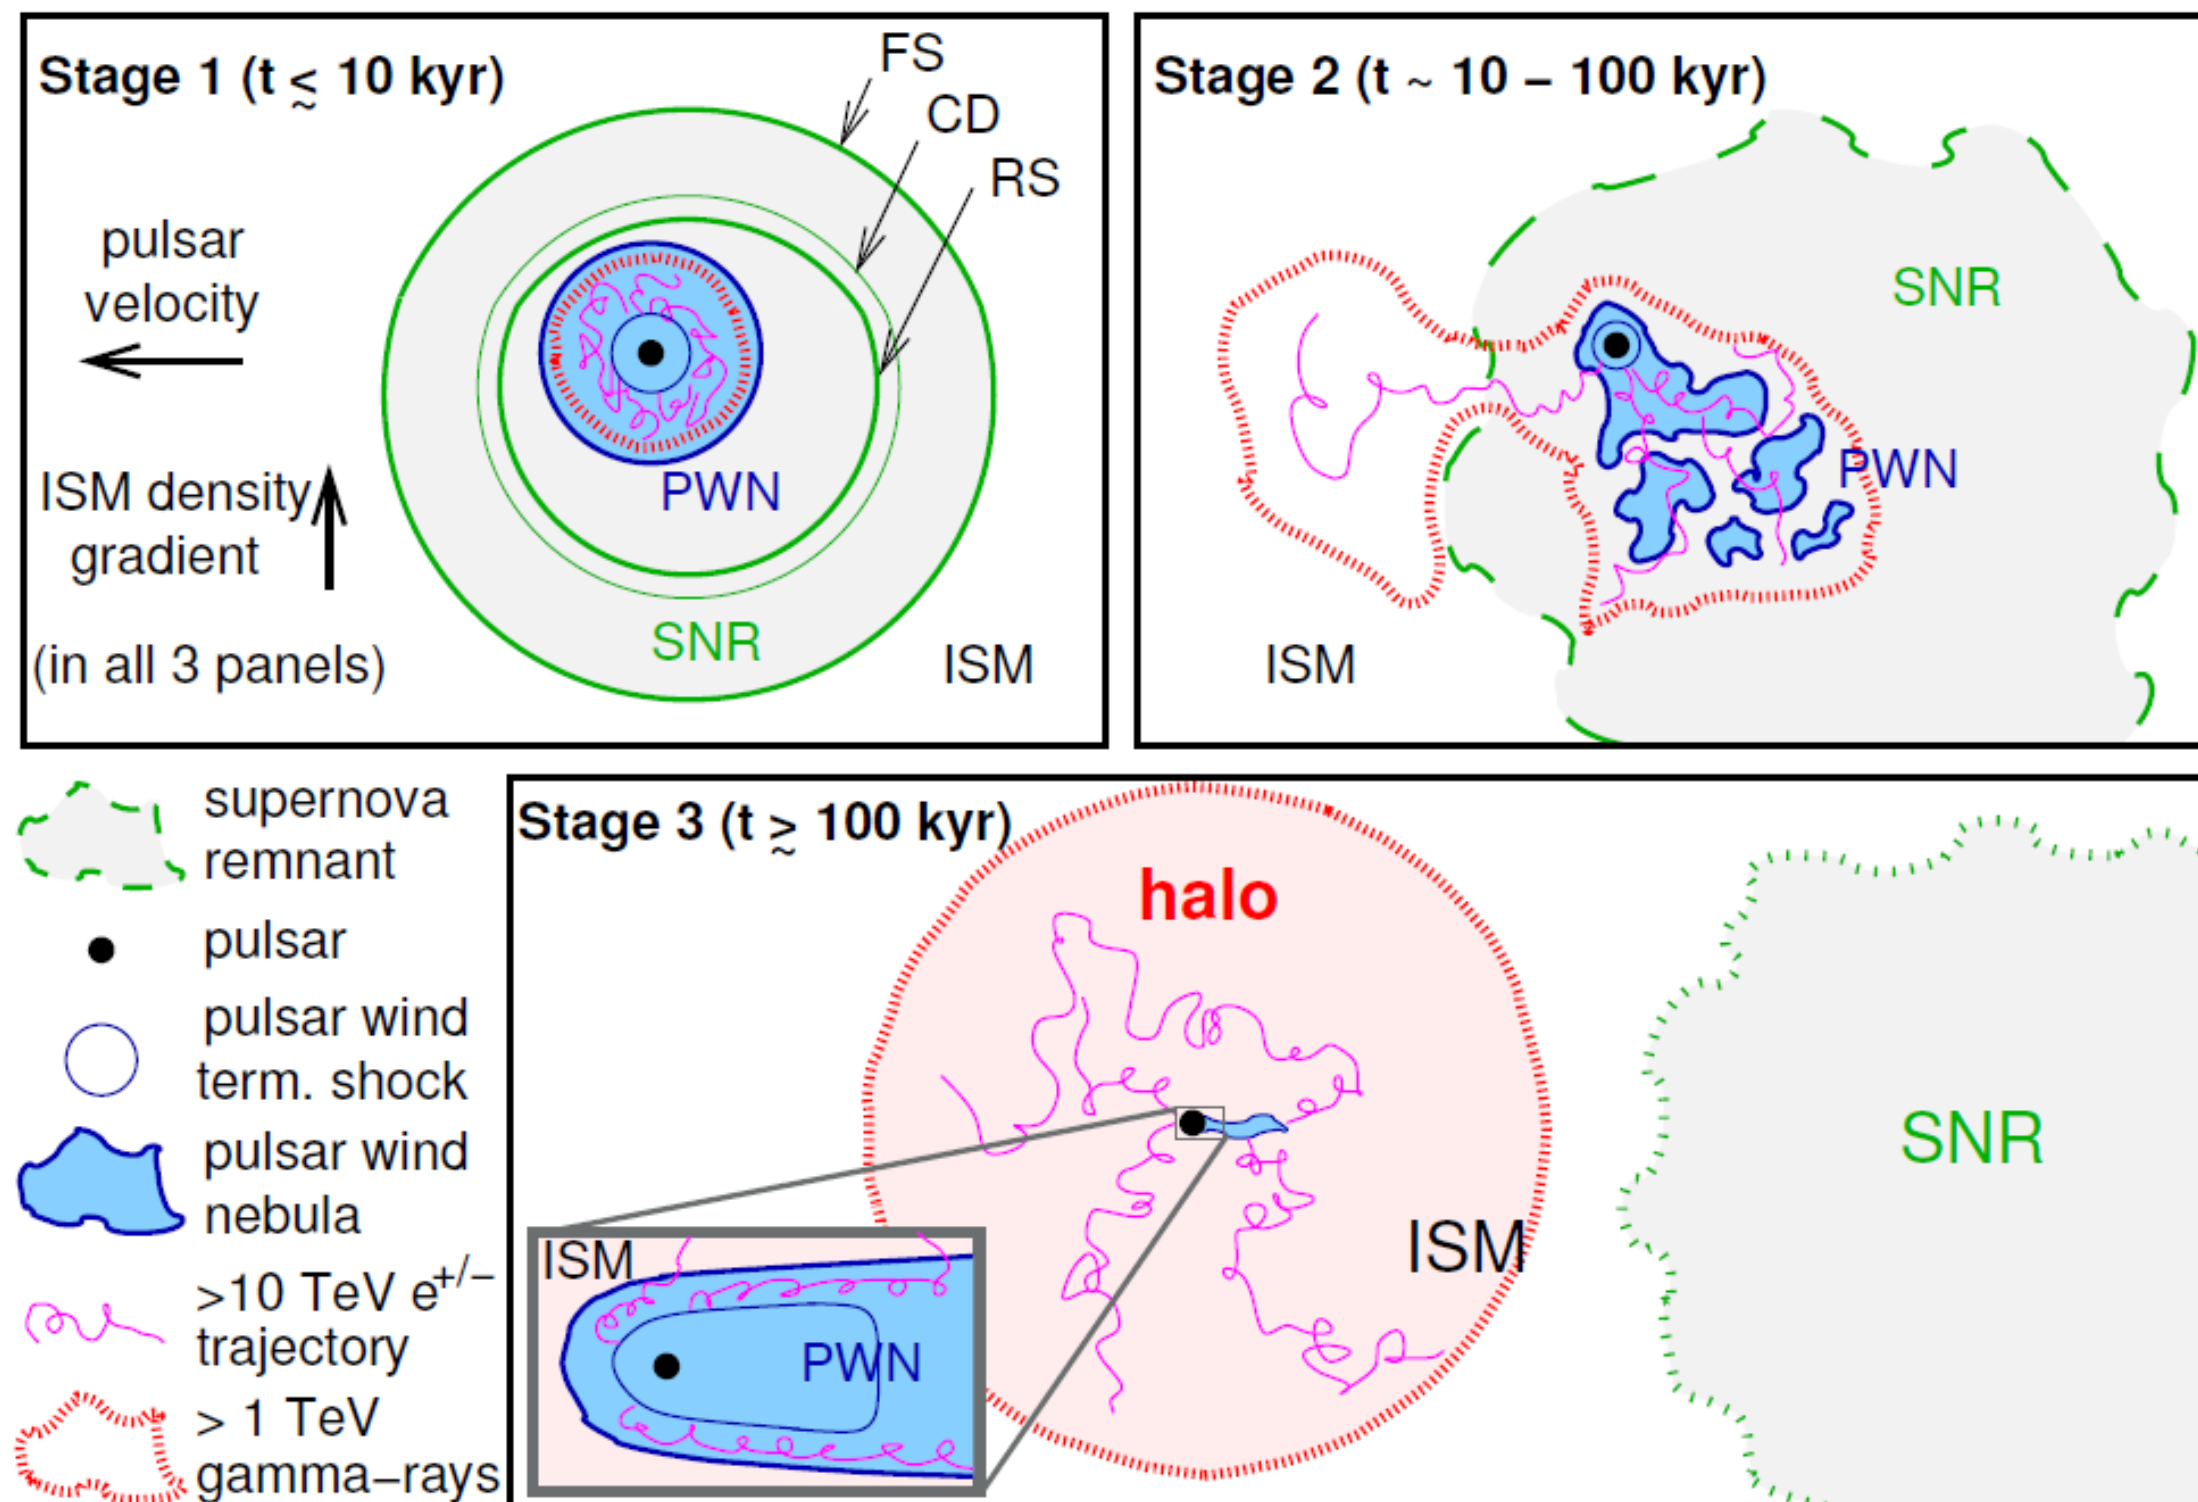 Stage 1 (t ≲ 10 kyr)
FS
CD
RS
pulsar
velocity
ISM density
gradient
(in all 3 panels)
PWN
SNR
ISM
Stage 2 (t ~ 10 – 100 kyr)
SNR
PWN
ISM
supernova
remnant
pulsar
pulsar wind
term. shock
pulsar wind
nebula
>10 TeV e+/−
trajectory
> 1 TeV
gamma−rays
Stage 3 (t ≳ 100 kyr)
halo
ISM
SNR
ISM
PWN